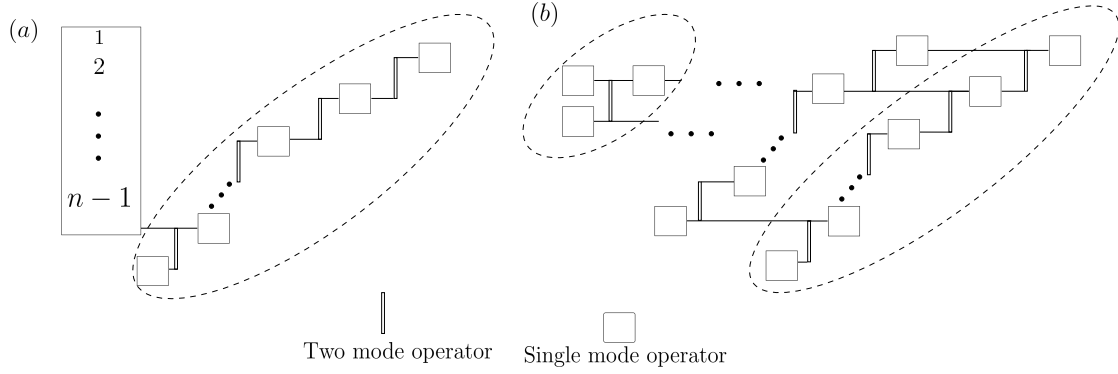 (a)
1
2
n − 1
(b)
Two mode operator
Single mode operator